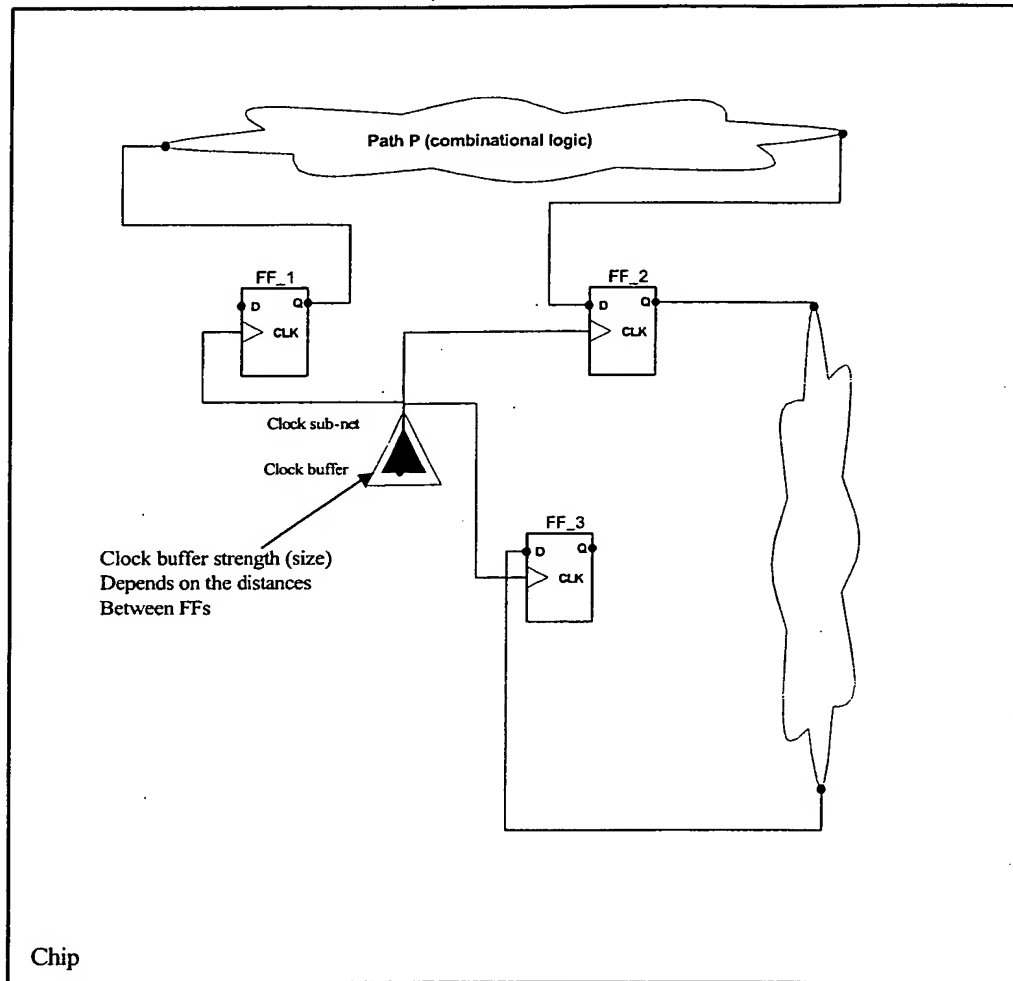 Path P (combinational logic)
FF_1
D Q
CLK
FF_2
D Q
CLK
Clock sub-net
Clock buffer
FF_3
D Q
CLK
Clock buffer strength (size)
Depends on the distances
Between FFs
Chip